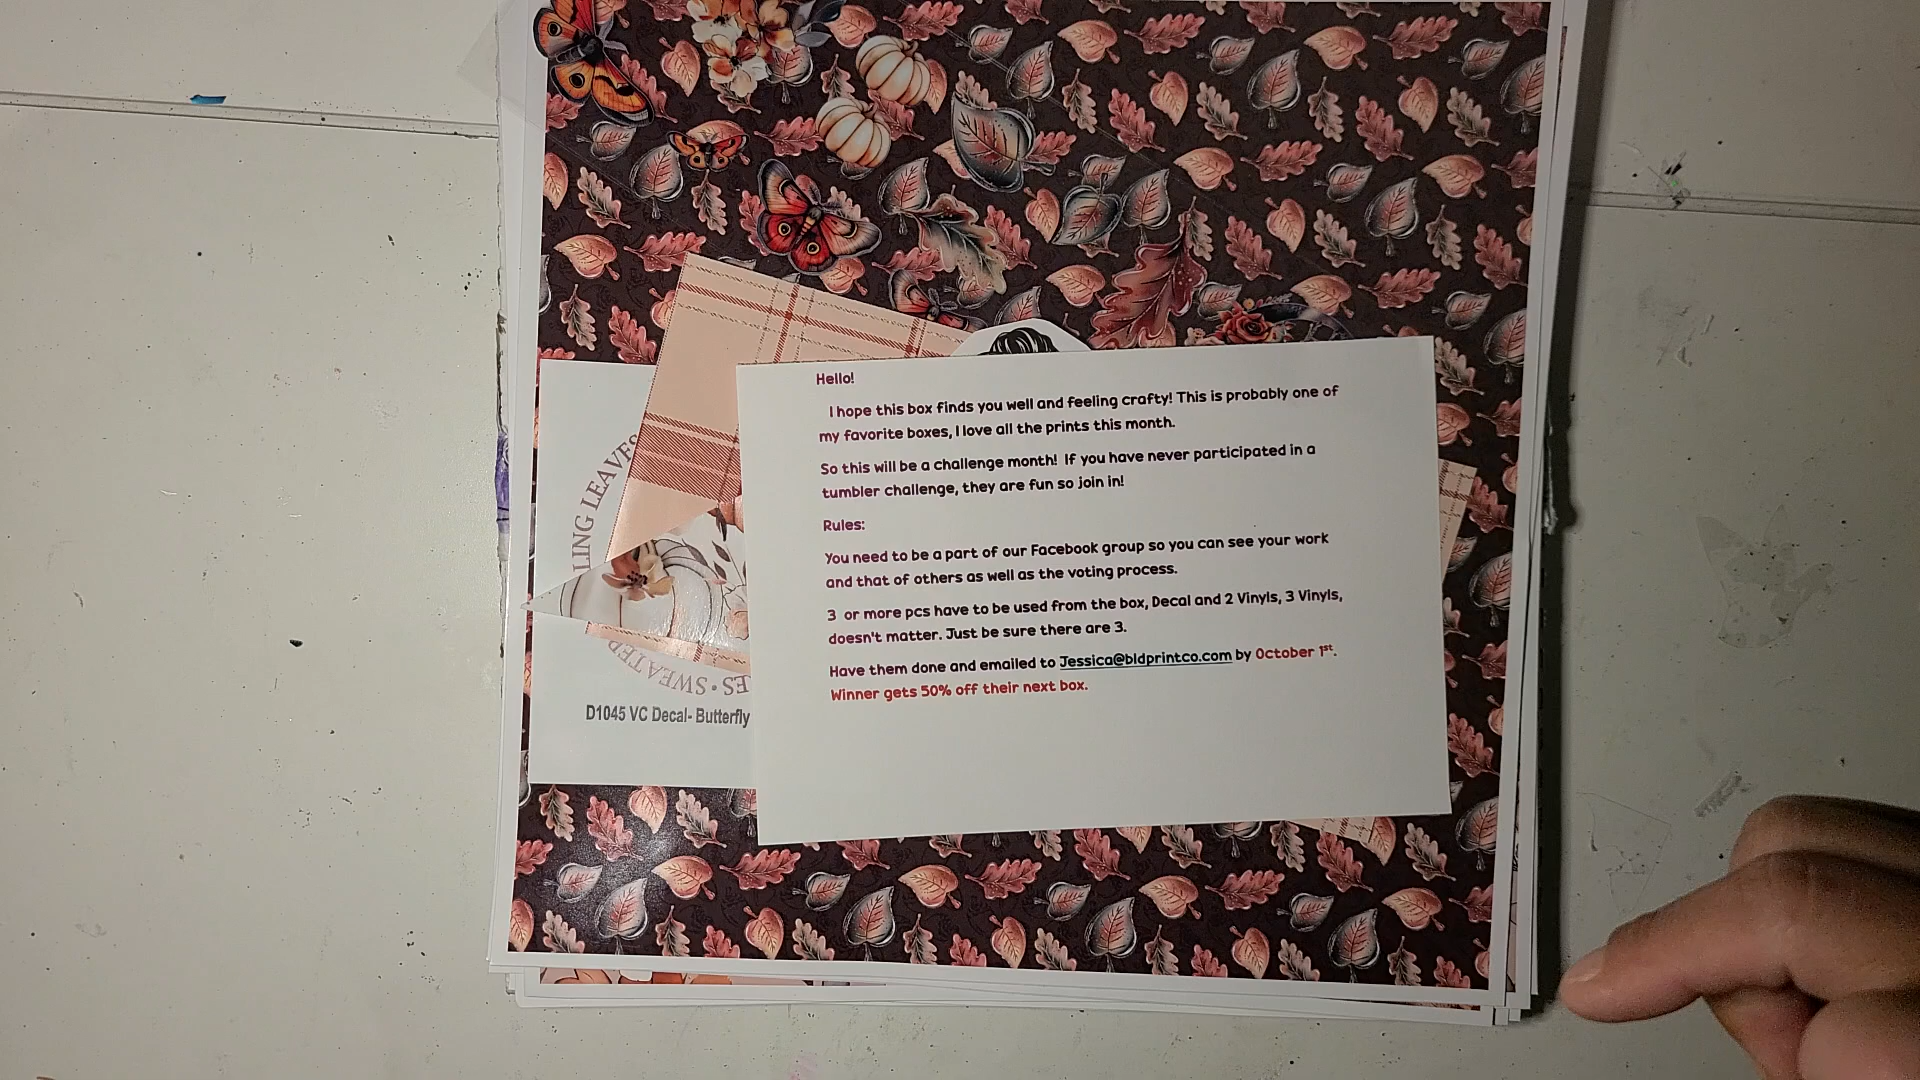 Hello!
I hope this box finds you well and feeling crafty! This is probably one of
my favorite boxes, I love all the prints this month.
So this will be a challenge month! If you have never participated in a
tumbler challenge, they are fun so join in!
Rules:
You need to be a part of our Facebook group so you can see your work
and that of others as well as the voting process.
3 or more pcs have to be used from the box, Decal and 2 Vinyls, 3 Vinyls,
doesn't matter. Just be sure there are 3.
Have them done and emailed to Jessica@bldprintco.com by October 1st.
Winner gets 50% off their next box.
LING LEAVES
ES • SWEATER
D1045 VC Decal- Butterfly